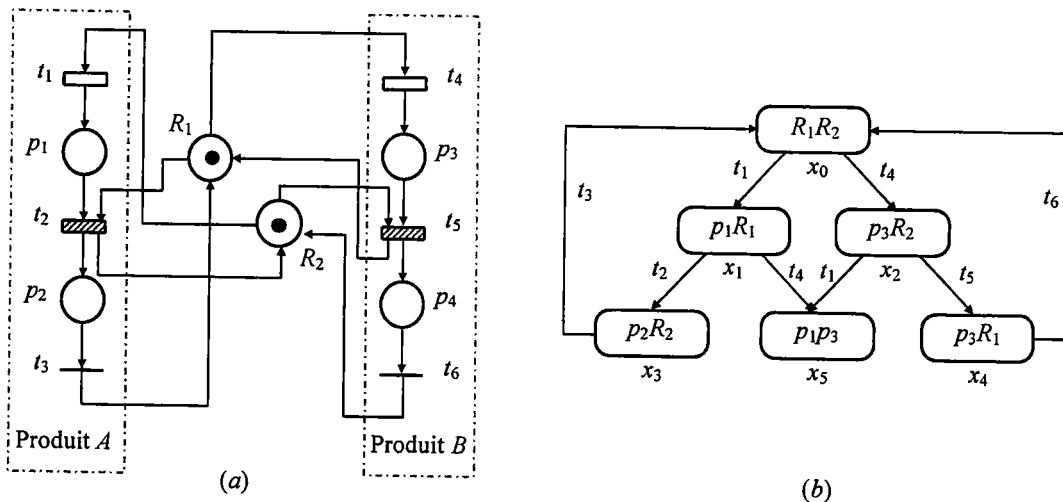 t1
t4
R1
p1
p3
t2
t5
R2
p2
p4
t3
t6
Produit A
Produit B
(a)
R1R2
x0
t1
t4
t3
t6
p1R1
p3R2
x1
x2
t2
t4
t1
t5
p2R2
p1p3
p3R1
x3
x5
x4
(b)